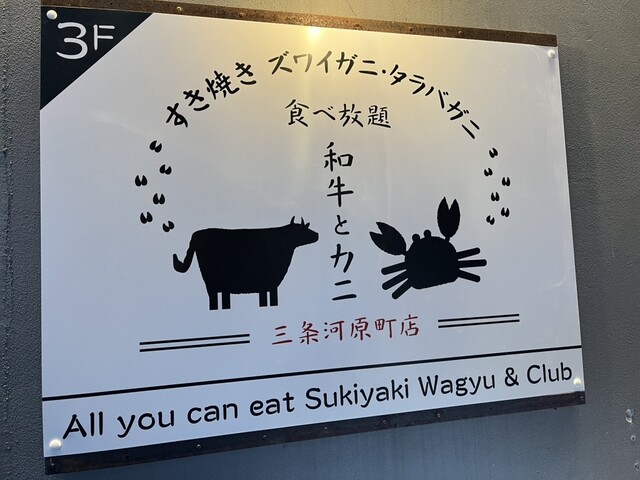 3F
すき焼き ズワイガニ・タラバガニ
食べ放題
和牛とカニ
三条河原町店
All you can eat Sukiyaki Wagyu & Club